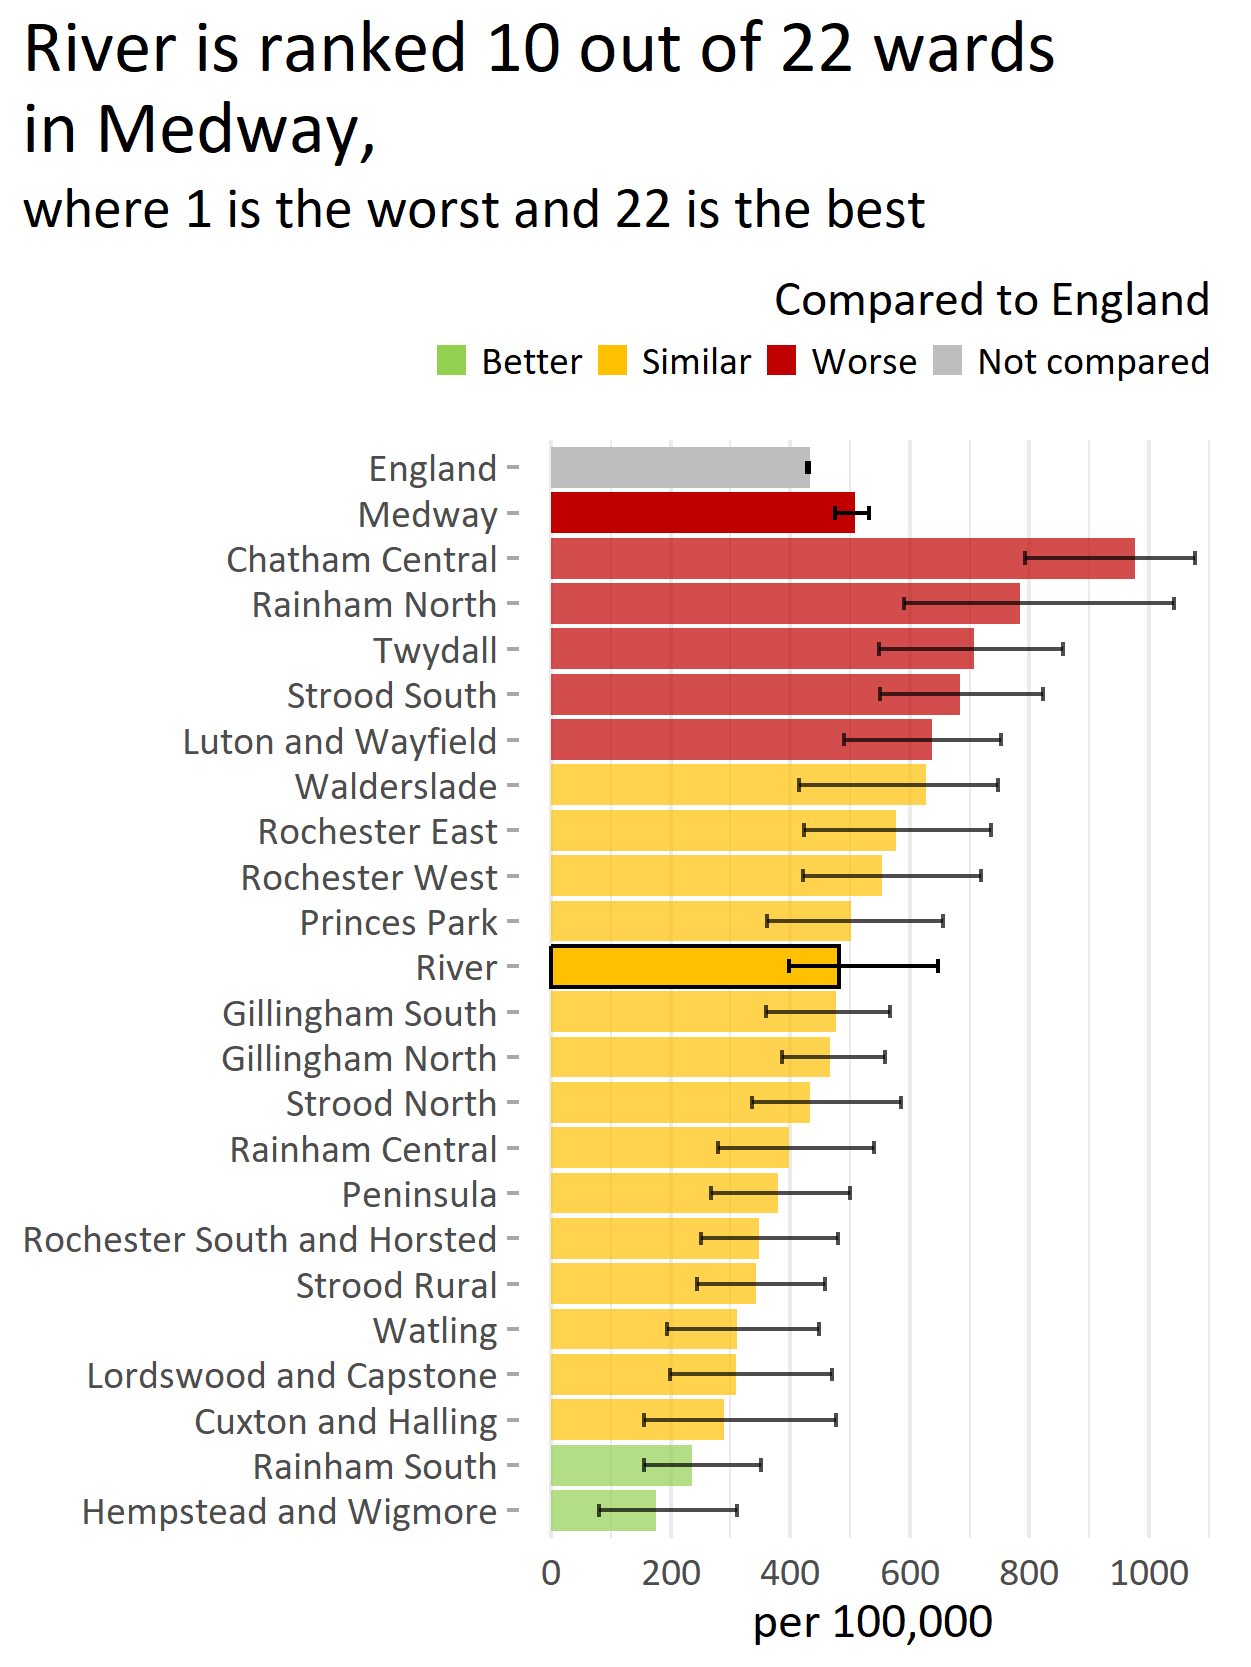 River is ranked 10 out of 22 wards
in Medway,
where 1 is the worst and 22 is the best
Compared to England
Better Similar Worse Not compared
England
Medway
Chatham Central
Rainham North
Twydall
Strood South
Luton and Wayfield
Walderslade
Rochester East
Rochester West
Princes Park
River
Gillingham South
Gillingham North
Strood North
Rainham Central
Peninsula
Rochester South and Horsted
Strood Rural
Watling
Lordswood and Capstone
Cuxton and Halling
Rainham South
Hempstead and Wigmore
0 200 400 600 800 1000
per 100,000